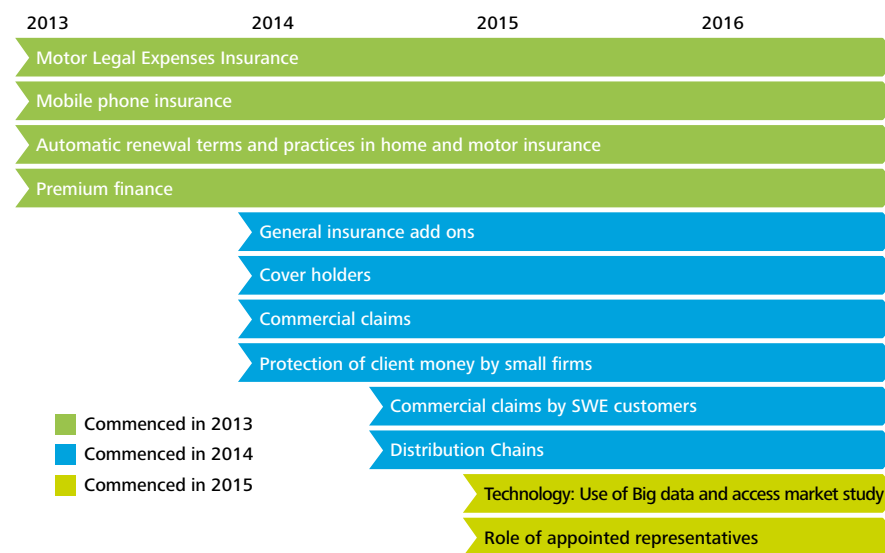 2013 2014 2015 2016
Motor Legal Expenses Insurance
Mobile phone insurance
Automatic renewal terms and practices in home and motor insurance
Premium finance
General insurance add ons
Cover holders
Commercial claims
Protection of client money by small firms
Commercial claims by SWE customers
Distribution Chains
Technology: Use of Big data and access market study
Role of appointed representatives
Commenced in 2013
Commenced in 2014
Commenced in 2015